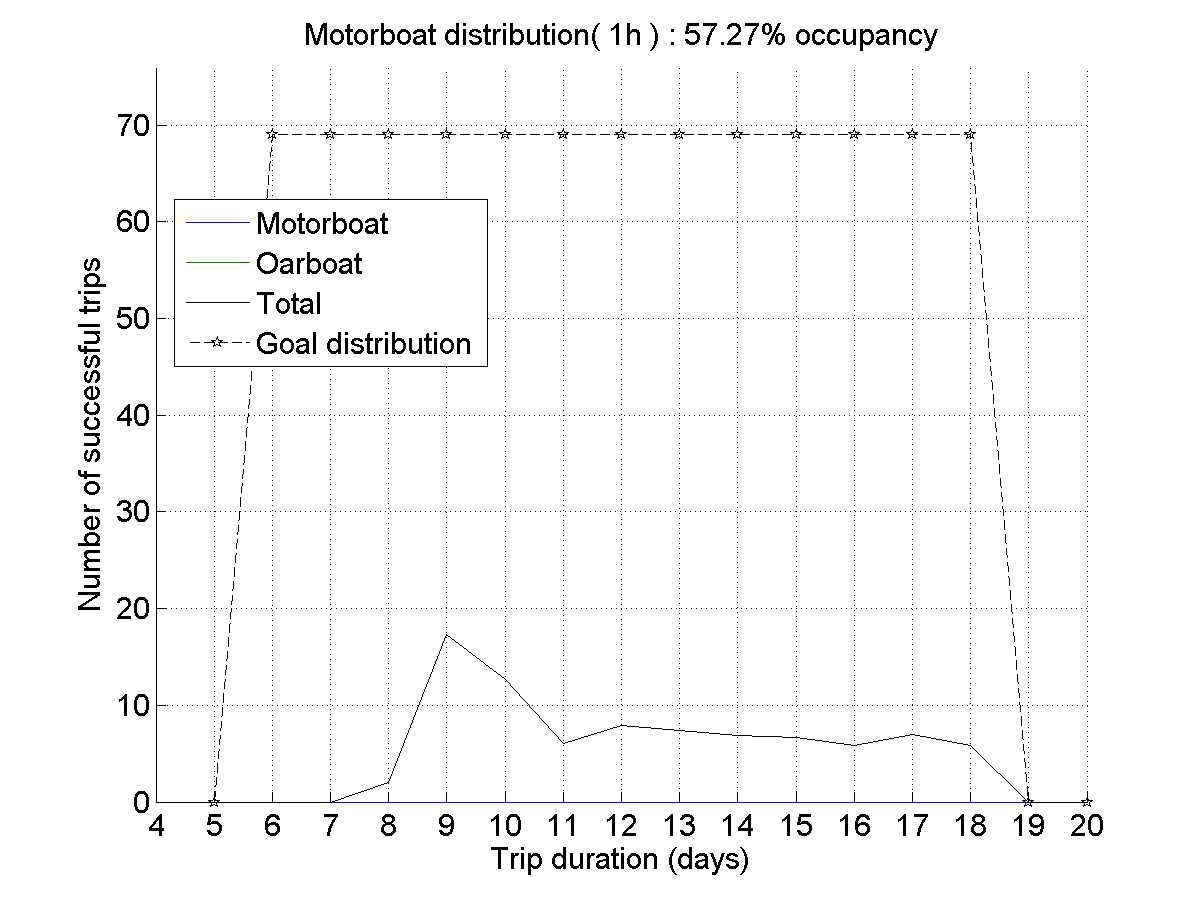 Motorboat distribution( 1h ) : 57.27% occupancy
70
60
50
40
30
20
10
0
Number of successful trips
Motorboat
Oarboat
Total
Goal distribution
4 5 6 7 8 9 10 11 12 13 14 15 16 17 18 19 20
Trip duration (days)